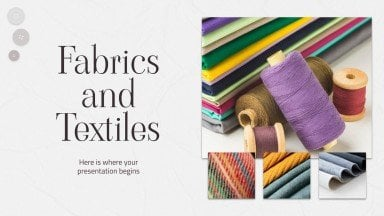 Fabrics
and
Textiles
Here is where your
presentation begins